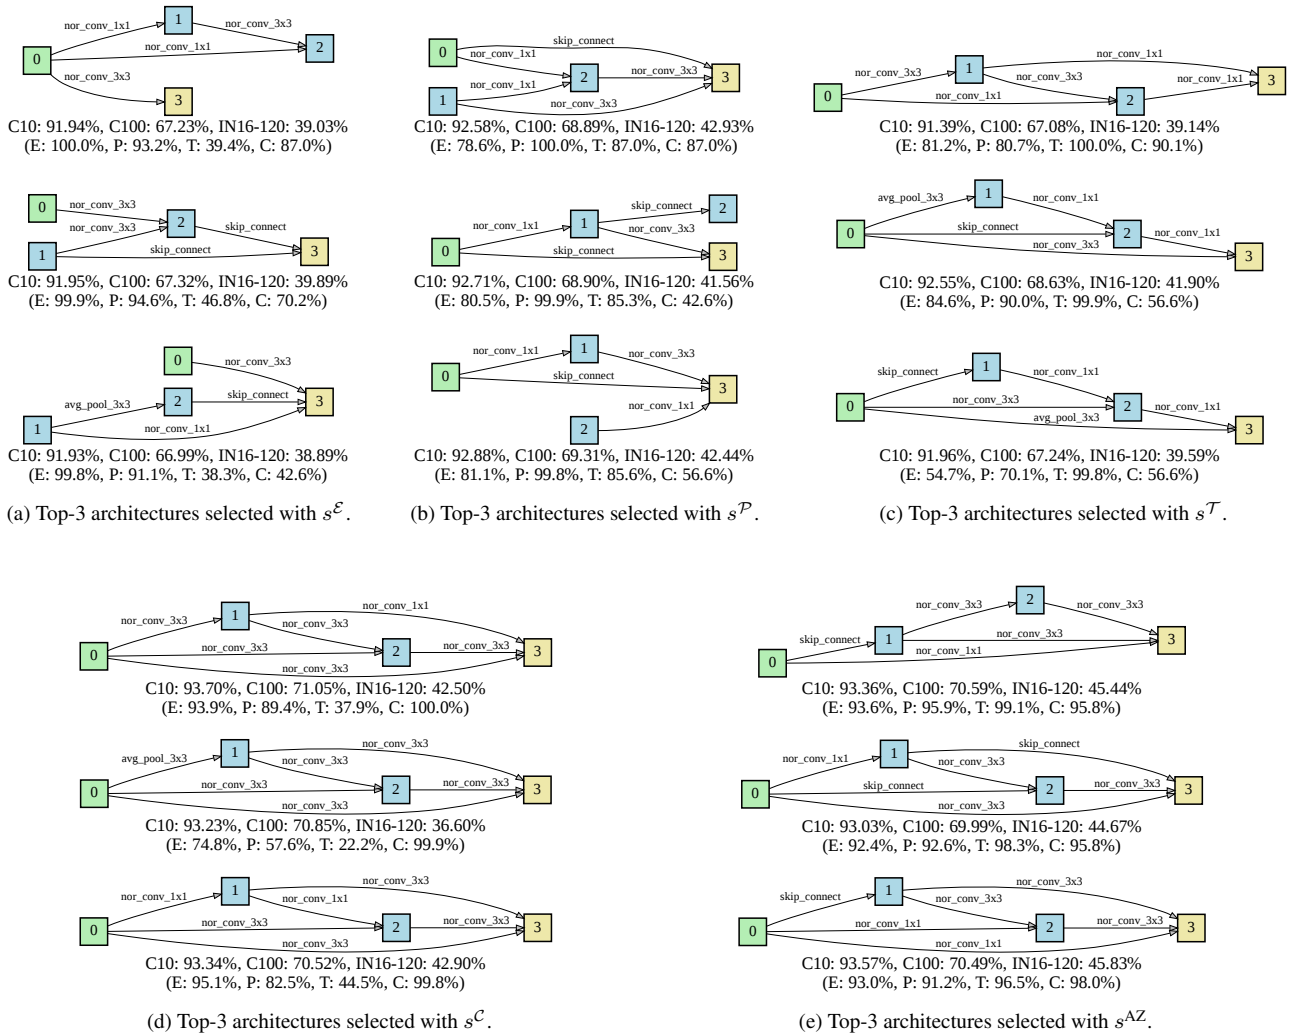 nor_conv_1x1
1
nor_conv_3x3
0
nor_conv_1x1
2
nor_conv_3x3
3
C10: 91.94%, C100: 67.23%, IN16-120: 39.03%
(E: 100.0%, P: 93.2%, T: 39.4%, C: 87.0%)
0
nor_conv_3x3
nor_conv_3x3
2
skip_connect
1
skip_connect
3
C10: 91.95%, C100: 67.32%, IN16-120: 39.89%
(E: 99.9%, P: 94.6%, T: 46.8%, C: 70.2%)
0
nor_conv_3x3
avg_pool_3x3
2
skip_connect
3
1
nor_conv_1x1
C10: 91.93%, C100: 66.99%, IN16-120: 38.89%
(E: 99.8%, P: 91.1%, T: 38.3%, C: 42.6%)
(a) Top-3 architectures selected with s^ℰ.
0
skip_connect
nor_conv_1x1
2
nor_conv_3x3
3
nor_conv_1x1
1
nor_conv_3x3
C10: 92.58%, C100: 68.89%, IN16-120: 42.93%
(E: 78.6%, P: 100.0%, T: 87.0%, C: 87.0%)
skip_connect
2
nor_conv_1x1
1
nor_conv_3x3
0
skip_connect
3
C10: 92.71%, C100: 68.90%, IN16-120: 41.56%
(E: 80.5%, P: 99.9%, T: 85.3%, C: 42.6%)
nor_conv_1x1
1
nor_conv_3x3
0
skip_connect
3
nor_conv_1x1
2
C10: 92.88%, C100: 69.31%, IN16-120: 42.44%
(E: 81.1%, P: 99.8%, T: 85.6%, C: 56.6%)
(b) Top-3 architectures selected with s^𝒫.
nor_conv_1x1
nor_conv_3x3
1
nor_conv_3x3
nor_conv_1x1
3
0
nor_conv_1x1
2
C10: 91.39%, C100: 67.08%, IN16-120: 39.14%
(E: 81.2%, P: 80.7%, T: 100.0%, C: 90.1%)
avg_pool_3x3
1
nor_conv_1x1
0
skip_connect
2
nor_conv_1x1
nor_conv_3x3
3
C10: 92.55%, C100: 68.63%, IN16-120: 41.90%
(E: 84.6%, P: 90.0%, T: 99.9%, C: 56.6%)
skip_connect
1
nor_conv_1x1
0
nor_conv_3x3
2
nor_conv_1x1
avg_pool_3x3
3
C10: 91.96%, C100: 67.24%, IN16-120: 39.59%
(E: 54.7%, P: 70.1%, T: 99.8%, C: 56.6%)
(c) Top-3 architectures selected with s^𝒯.
nor_conv_1x1
nor_conv_3x3
1
nor_conv_3x3
0
nor_conv_3x3
2
nor_conv_3x3
3
nor_conv_3x3
C10: 93.70%, C100: 71.05%, IN16-120: 42.50%
(E: 93.9%, P: 89.4%, T: 37.9%, C: 100.0%)
nor_conv_3x3
avg_pool_3x3
1
nor_conv_3x3
0
nor_conv_3x3
2
nor_conv_3x3
3
nor_conv_3x3
C10: 93.23%, C100: 70.85%, IN16-120: 36.60%
(E: 74.8%, P: 57.6%, T: 22.2%, C: 99.9%)
nor_conv_3x3
nor_conv_1x1
1
nor_conv_1x1
0
nor_conv_3x3
2
nor_conv_3x3
3
nor_conv_3x3
C10: 93.34%, C100: 70.52%, IN16-120: 42.90%
(E: 95.1%, P: 82.5%, T: 44.5%, C: 99.8%)
(d) Top-3 architectures selected with s^𝒞.
2
nor_conv_3x3
nor_conv_3x3
skip_connect
1
nor_conv_3x3
3
0
nor_conv_1x1
C10: 93.36%, C100: 70.59%, IN16-120: 45.44%
(E: 93.6%, P: 95.9%, T: 99.1%, C: 95.8%)
skip_connect
nor_conv_1x1
1
nor_conv_3x3
0
skip_connect
2
nor_conv_3x3
3
nor_conv_3x3
C10: 93.03%, C100: 69.99%, IN16-120: 44.67%
(E: 92.4%, P: 92.6%, T: 98.3%, C: 95.8%)
nor_conv_3x3
skip_connect
1
nor_conv_3x3
0
nor_conv_1x1
2
nor_conv_3x3
3
nor_conv_1x1
C10: 93.57%, C100: 70.49%, IN16-120: 45.83%
(E: 93.0%, P: 91.2%, T: 96.5%, C: 98.0%)
(e) Top-3 architectures selected with s^AZ.